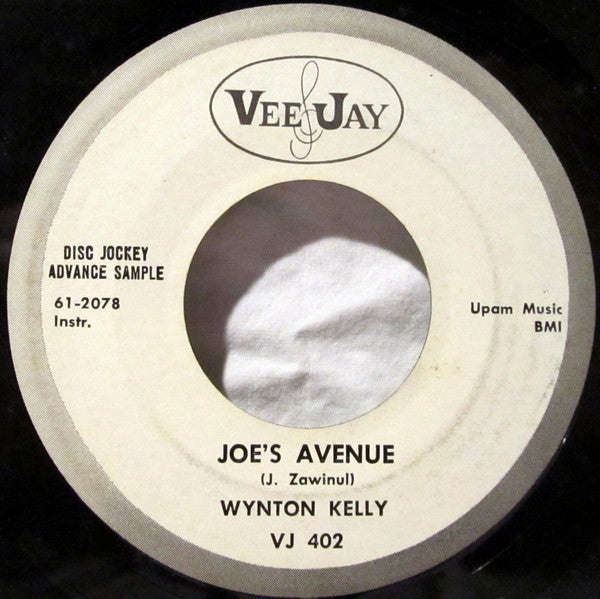 VEE JAY
DISC JOCKEY
ADVANCE SAMPLE
61-2078
Instr.
Upam Music
BMI
JOE'S AVENUE
(J. Zawinul)
WYNTON KELLY
VJ 402